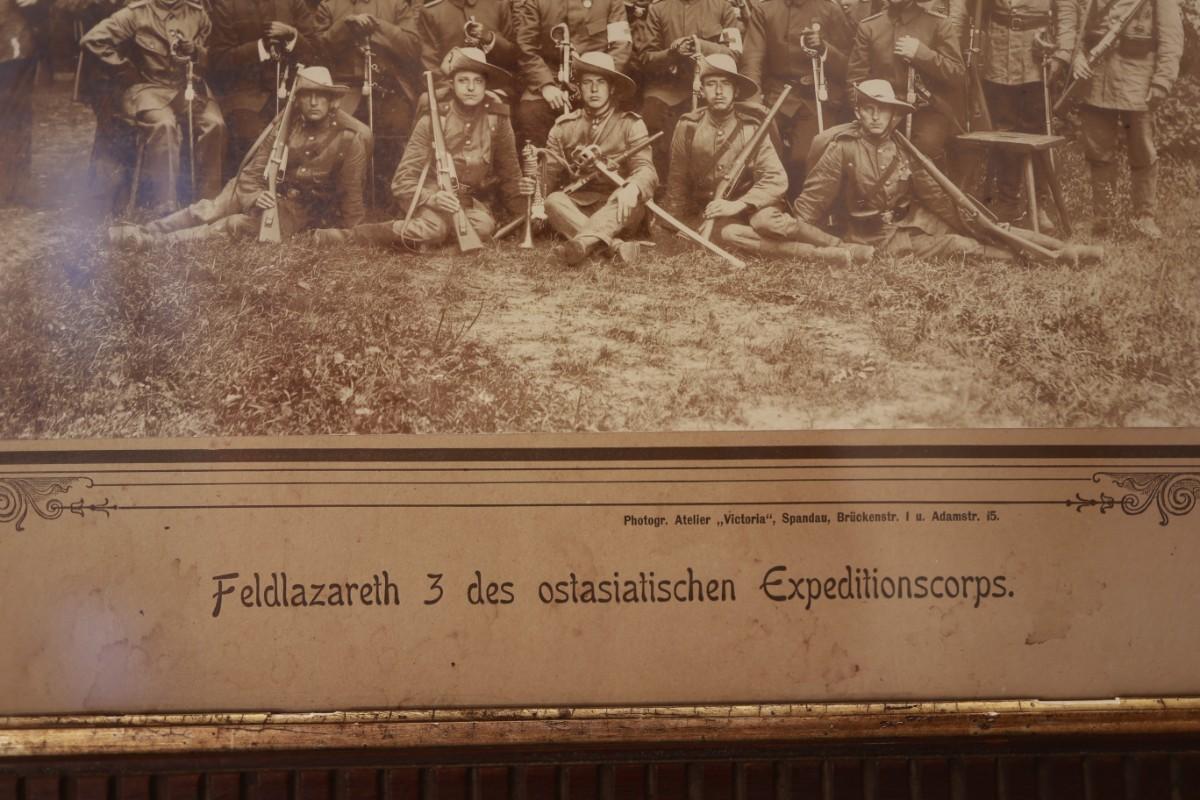 Photogr. Atelier „Victoria“, Spandau, Brückenstr. 1 u. Adamstr. 15.
Feldlazareth 3 des ostasiatischen Expeditionscorps.